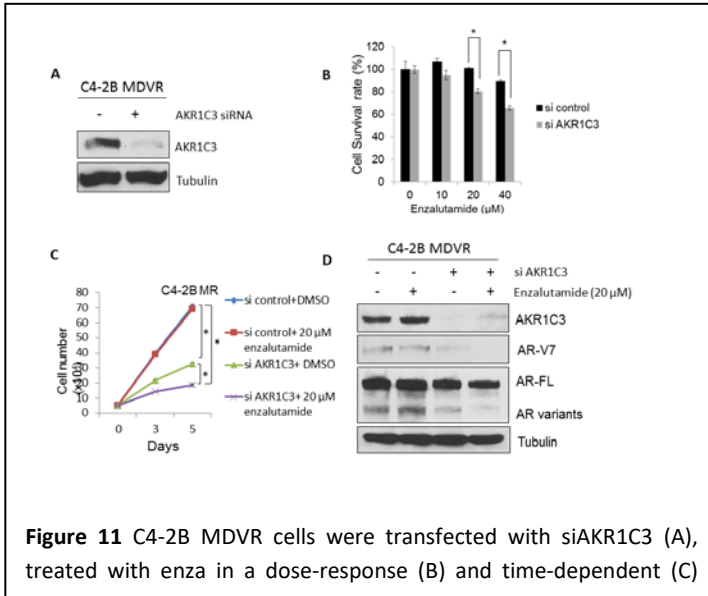 A
C4-2B MDVR
- +
AKR1C3 siRNA
AKR1C3
Tubulin
B
Cell Survival rate (%)
120
100
80
60
40
20
0
* *
si control
si AKR1C3
0 10 20 40
Enzalutamide (µM)
C
C4-2B MR
Cell number
80
70
60
50
40
30
20
10
0
0 3 5
Days
* * *
si control+DMSO
si control+ 20 µM
enzalutamide
si AKR1C3+ DMSO
si AKR1C3+ 20 µM
enzalutamide
D
C4-2B MDVR
- - + + si AKR1C3
- + - + Enzalutamide (20 µM)
AKR1C3
AR-V7
AR-FL
AR variants
Tubulin
Figure 11 C4-2B MDVR cells were transfected with siAKR1C3 (A),
treated with enza in a dose-response (B) and time-dependent (C)